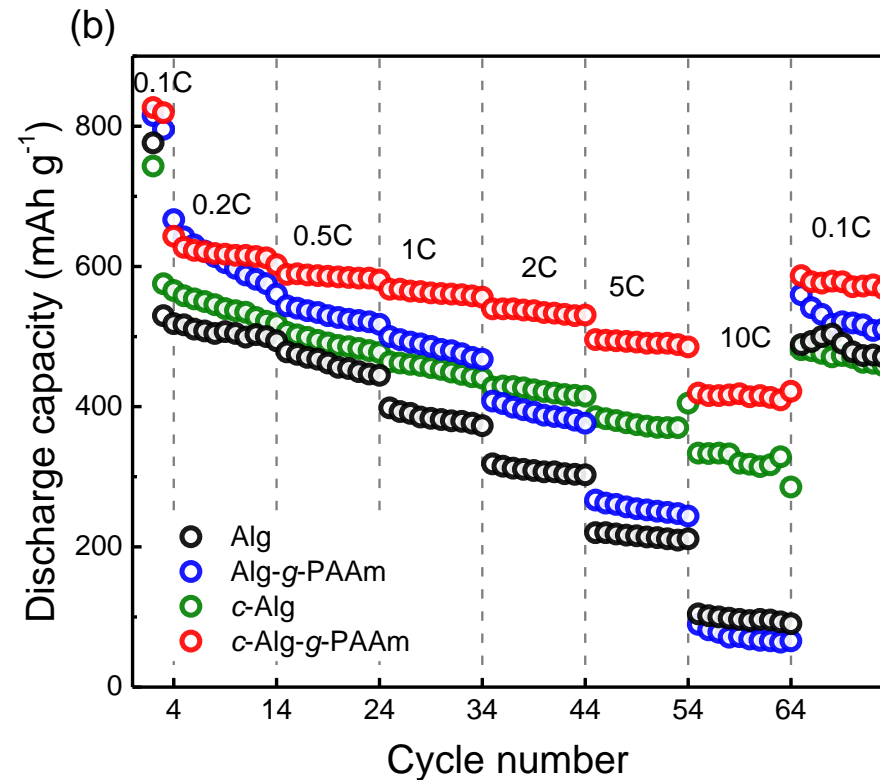 (b)
Discharge capacity (mAh g⁻¹)
800
600
400
200
0
0.1C
0.2C
0.5C
1C
2C
5C
10C
0.1C
Alg
Alg-g-PAAm
c-Alg
c-Alg-g-PAAm
4 14 24 34 44 54 64
Cycle number